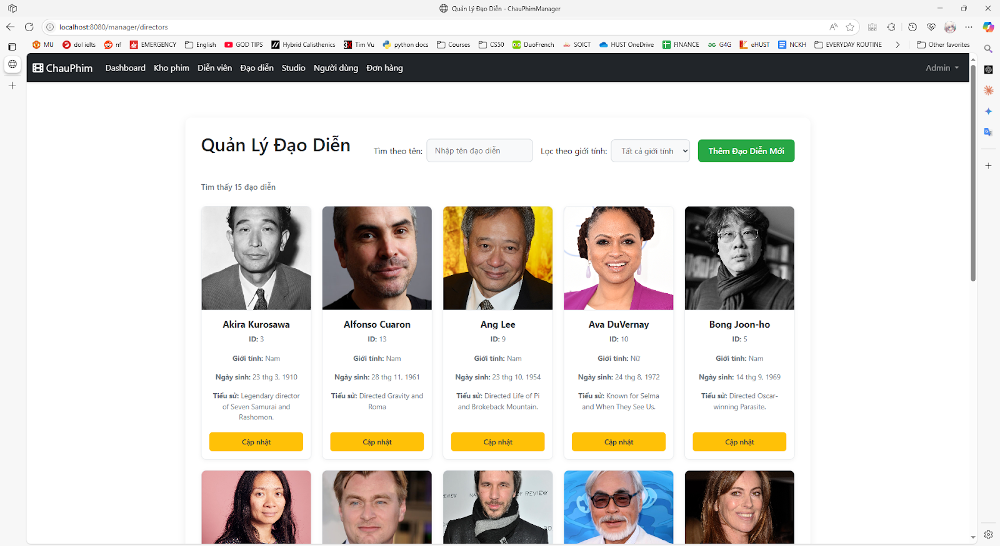 Quản Lý Đạo Diễn - ChauPhimManager
localhost:8080/manager/directors
MU dol ielts nf EMERGENCY English GOD TIPS Hybrid Calisthenics Tim Vu python docs Courses CS50 DuoFrench SOICT HUST OneDrive FINANCE G4G eHUST NCKH EVERYDAY ROUTINE Other favorites
ChauPhim Dashboard Kho phim Diễn viên Đạo diễn Studio Người dùng Đơn hàng Admin
Quản Lý Đạo Diễn Tìm theo tên: Nhập tên đạo diễn Lọc theo giới tính: Tất cả giới tính Thêm Đạo Diễn Mới
Tìm thấy 15 đạo diễn
Akira Kurosawa
ID: 3
Giới tính: Nam
Ngày sinh: 23 thg 3, 1910
Tiểu sử: Legendary director
of Seven Samurai and
Rashomon.
Cập nhật
Alfonso Cuaron
ID: 13
Giới tính: Nam
Ngày sinh: 28 thg 11, 1961
Tiểu sử: Directed Gravity and
Roma
Cập nhật
Ang Lee
ID: 9
Giới tính: Nam
Ngày sinh: 23 thg 10, 1954
Tiểu sử: Directed Life of Pi
and Brokeback Mountain.
Cập nhật
Ava DuVernay
ID: 10
Giới tính: Nữ
Ngày sinh: 24 thg 8, 1972
Tiểu sử: Known for Selma
and When They See Us.
Cập nhật
Bong Joon-ho
ID: 5
Giới tính: Nam
Ngày sinh: 14 thg 9, 1969
Tiểu sử: Directed Oscar-
winning Parasite.
Cập nhật
OF REVIEW